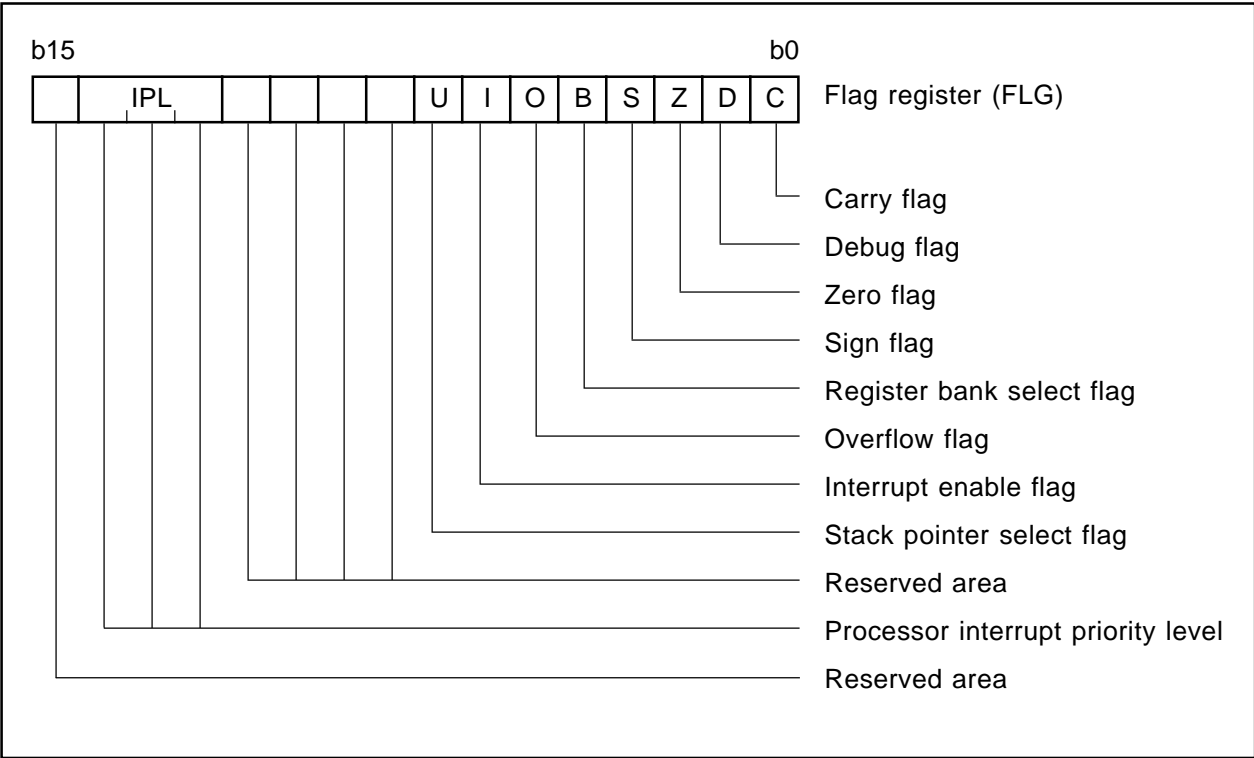 b15 b0
IPL U I O B S Z D C Flag register (FLG)
Carry flag
Debug flag
Zero flag
Sign flag
Register bank select flag
Overflow flag
Interrupt enable flag
Stack pointer select flag
Reserved area
Processor interrupt priority level
Reserved area